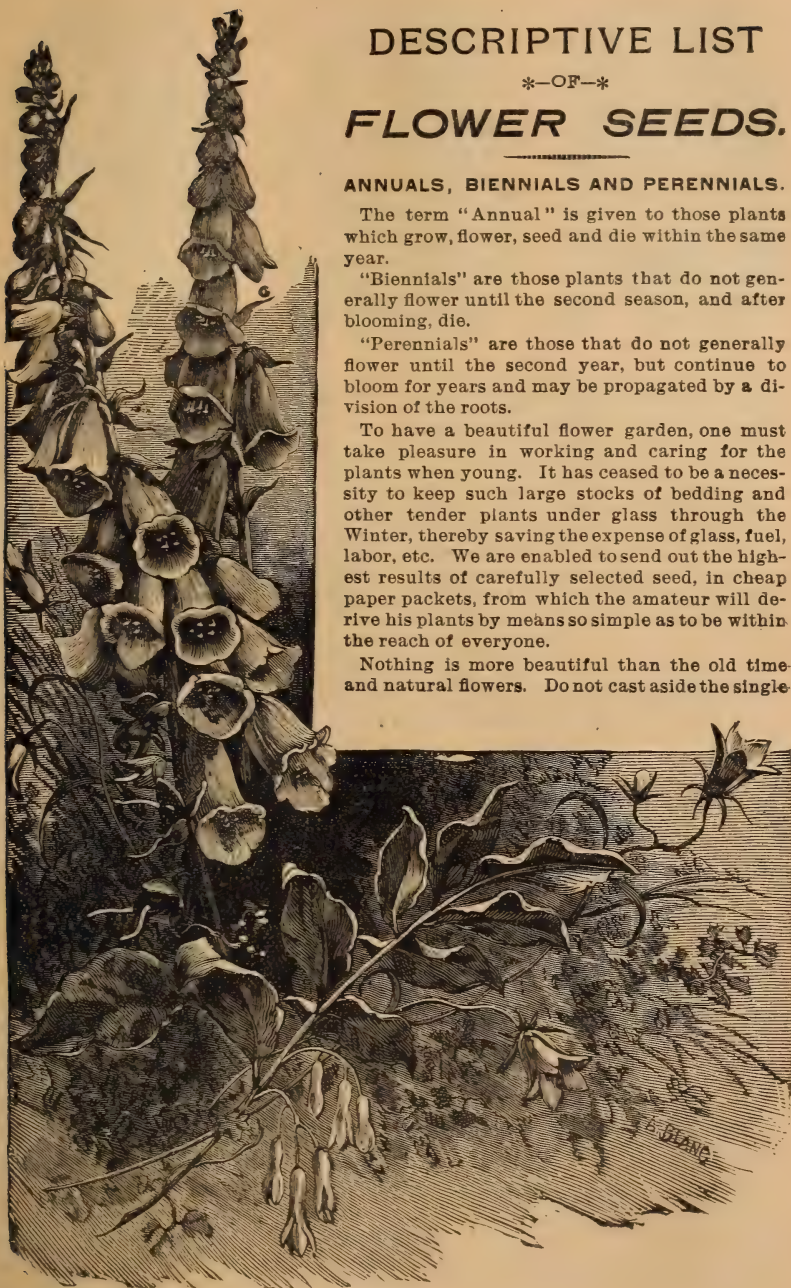 DESCRIPTIVE LIST
*—OF—*
FLOWER SEEDS.
ANNUALS, BIENNIALS AND PERENNIALS.
The term "Annual" is given to those plants
which grow, flower, seed and die within the same
year.
"Biennials" are those plants that do not gen-
erally flower until the second season, and after
blooming, die.
"Perennials" are those that do not generally
flower until the second year, but continue to
bloom for years and may be propagated by a di-
vision of the roots.
To have a beautiful flower garden, one must
take pleasure in working and caring for the
plants when young. It has ceased to be a neces-
sity to keep such large stocks of bedding and
other tender plants under glass through the
Winter, thereby saving the expense of glass, fuel,
labor, etc. We are enabled to send out the high-
est results of carefully selected seed, in cheap
paper packets, from which the amateur will de-
rive his plants by means so simple as to be within
the reach of everyone.
Nothing is more beautiful than the old time
and natural flowers. Do not cast aside the single
A. BLANC